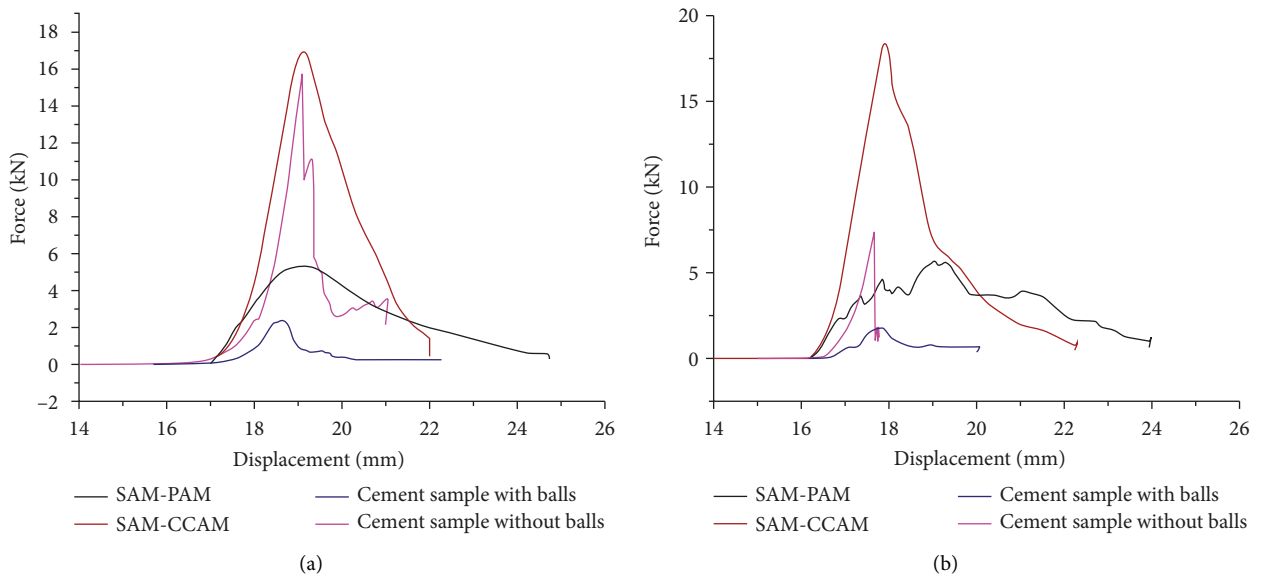 18
16
14
12
10
8
6
4
2
0
−2
Force (kN)
14 16 18 20 22 24 26
Displacement (mm)
SAM-PAM
SAM-CCAM
Cement sample with balls
Cement sample without balls
(a)
20
15
10
5
0
Force (kN)
14 16 18 20 22 24 26
Displacement (mm)
SAM-PAM
SAM-CCAM
Cement sample with balls
Cement sample without balls
(b)